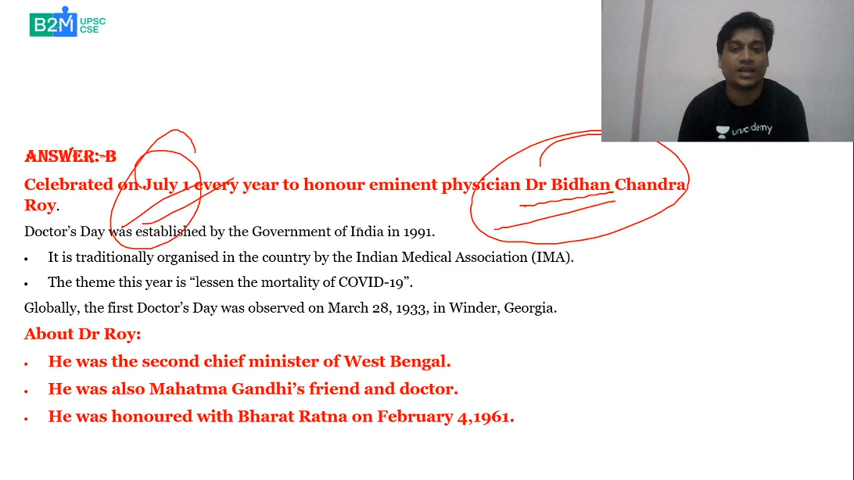 B2M UPSC
CSE
unacademy
ANSWER:-B
Celebrated on July 1 every year to honour eminent physician Dr Bidhan Chandra
Roy.
Doctor's Day was established by the Government of India in 1991.
• It is traditionally organised in the country by the Indian Medical Association (IMA).
• The theme this year is "lessen the mortality of COVID-19".
Globally, the first Doctor's Day was observed on March 28, 1933, in Winder, Georgia.
About Dr Roy:
• He was the second chief minister of West Bengal.
• He was also Mahatma Gandhi's friend and doctor.
• He was honoured with Bharat Ratna on February 4,1961.